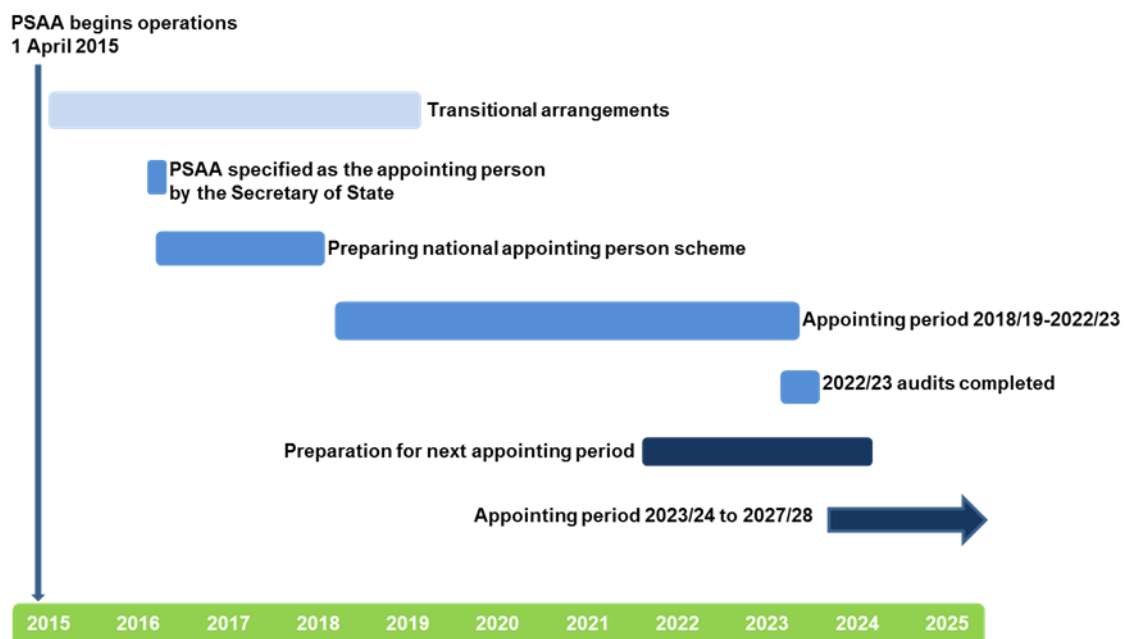 PSAA begins operations
1 April 2015
Transitional arrangements
PSAA specified as the appointing person
by the Secretary of State
Preparing national appointing person scheme
Appointing period 2018/19-2022/23
2022/23 audits completed
Preparation for next appointing period
Appointing period 2023/24 to 2027/28
2015 2016 2017 2018 2019 2020 2021 2022 2023 2024 2025